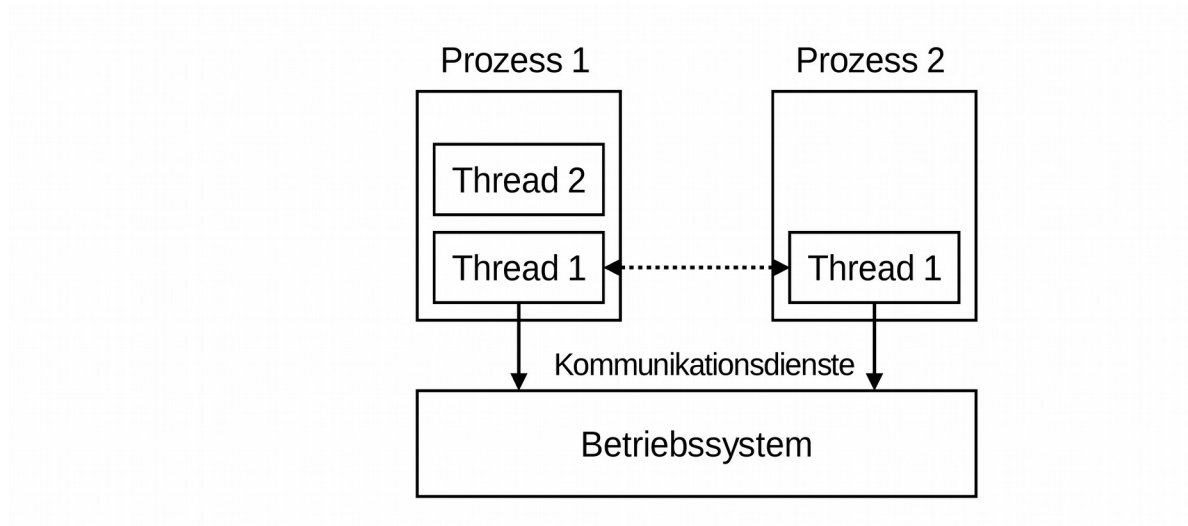 Prozess 1
Prozess 2
Thread 2
Thread 1
Thread 1
Kommunikationsdienste
Betriebssystem